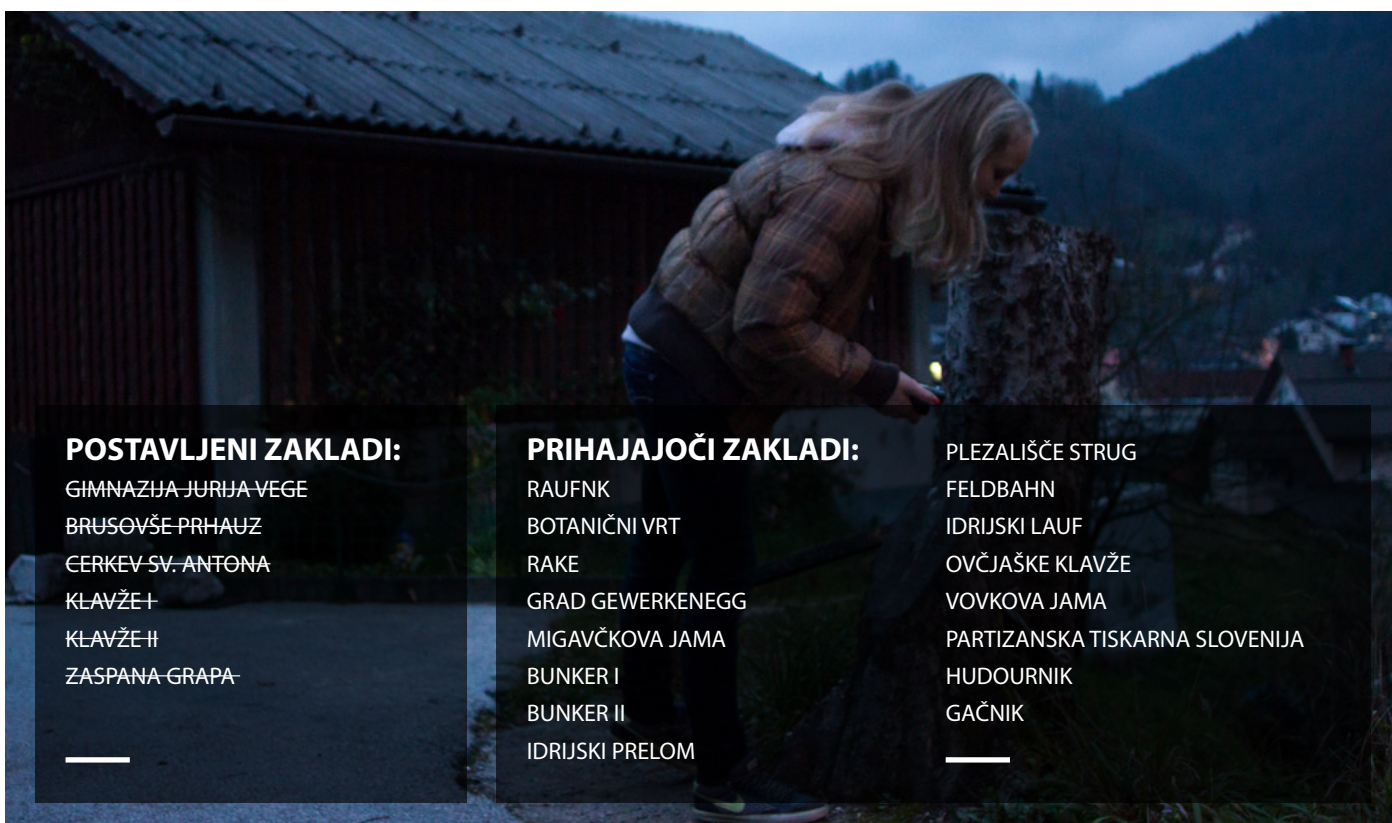 POSTAVLJENI ZAKLADI:
GIMNAZIJA JURIJA VEGE
BRUSOVŠE PRHAUZ
CERKEV SV. ANTONA
KLAVŽE I
KLAVŽE II
ZASPANA GRAPA
PRIHAJAJOČI ZAKLADI:
RAUFNK
BOTANIČNI VRT
RAKE
GRAD GEWERKENEGG
MIGAVČKOVA JAMA
BUNKER I
BUNKER II
IDRIJSKI PRELOM
PLEZALIŠČE STRUG
FELDBAHN
IDRIJSKI LAUF
OVČJAŠKE KLAVŽE
VOVKOVA JAMA
PARTIZANSKA TISKARNA SLOVENIJA
HUDOURNIK
GAČNIK